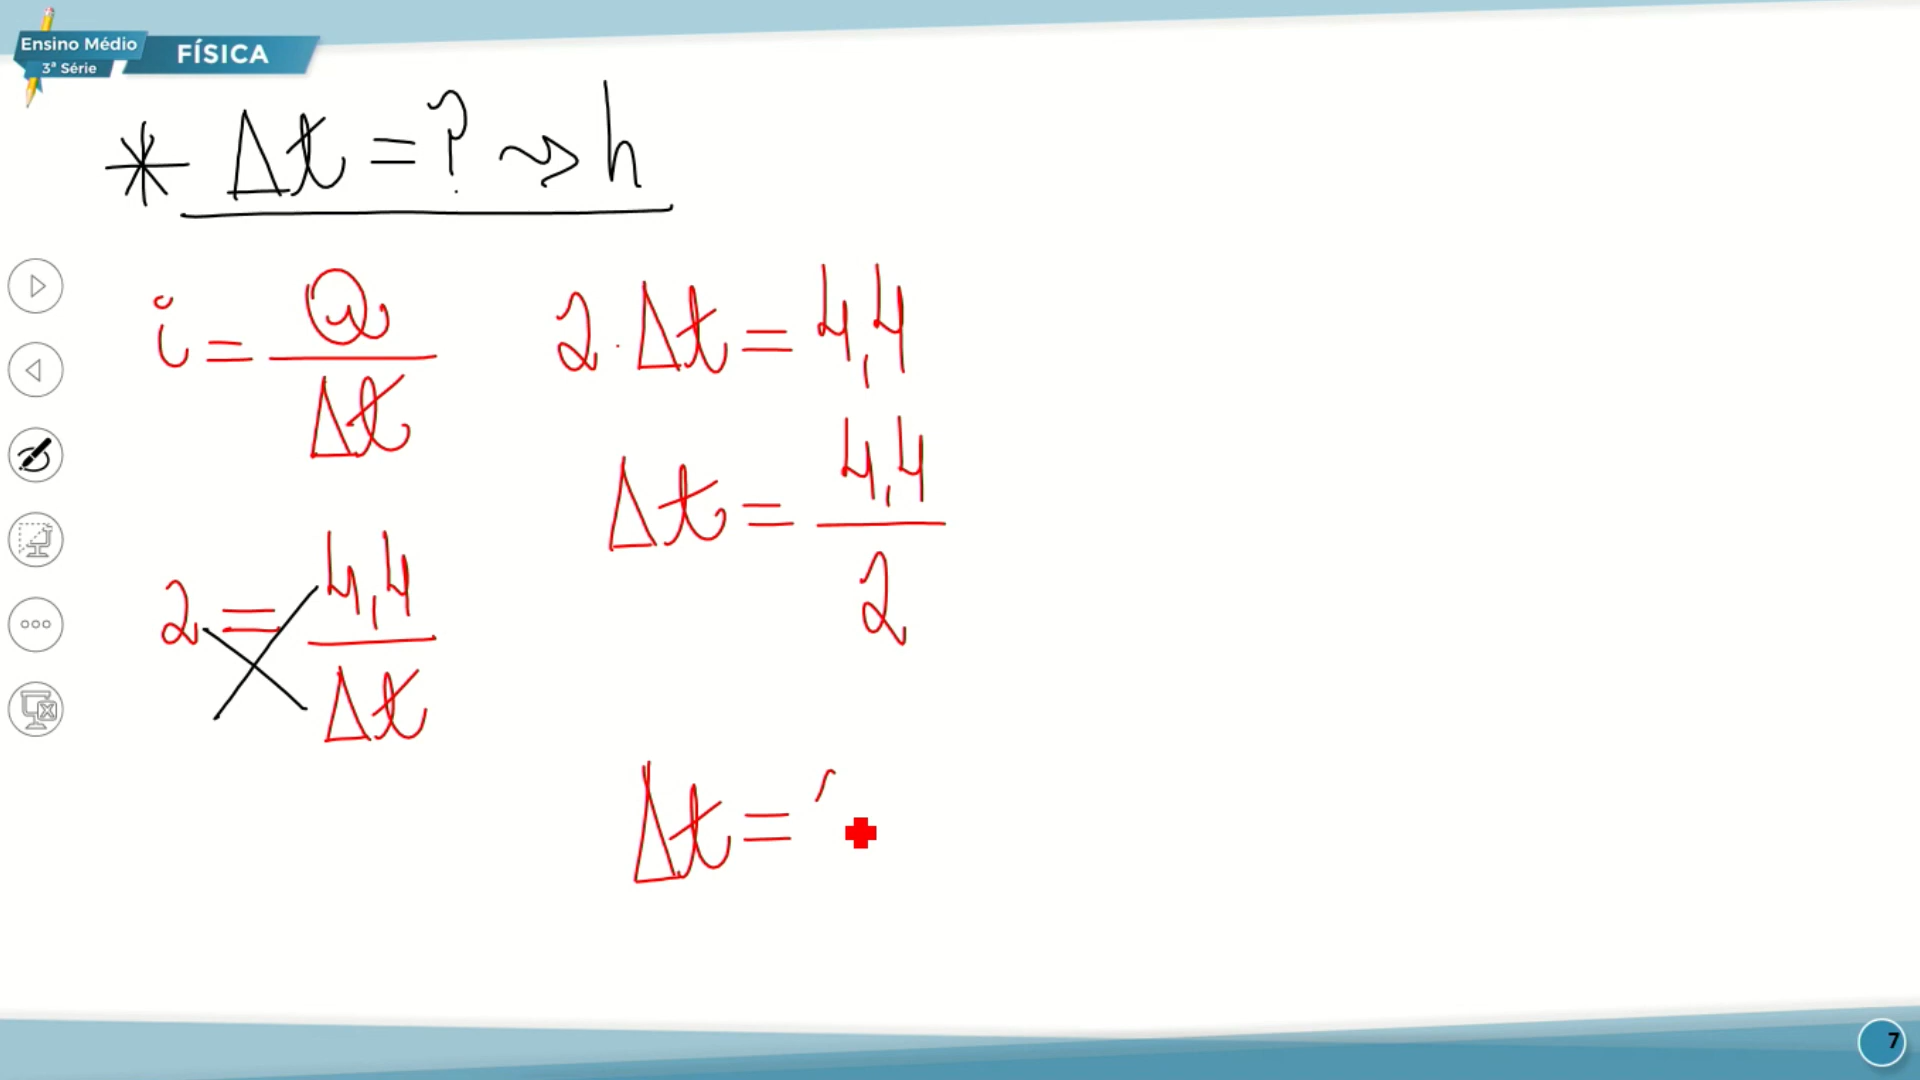 Ensino Médio
3ª Série
FÍSICA
* Δt = ? ⇝ h
i = Q / Δt
2 = 4,4 / Δt
2 · Δt = 4,4
Δt = 4,4 / 2
Δt =
7